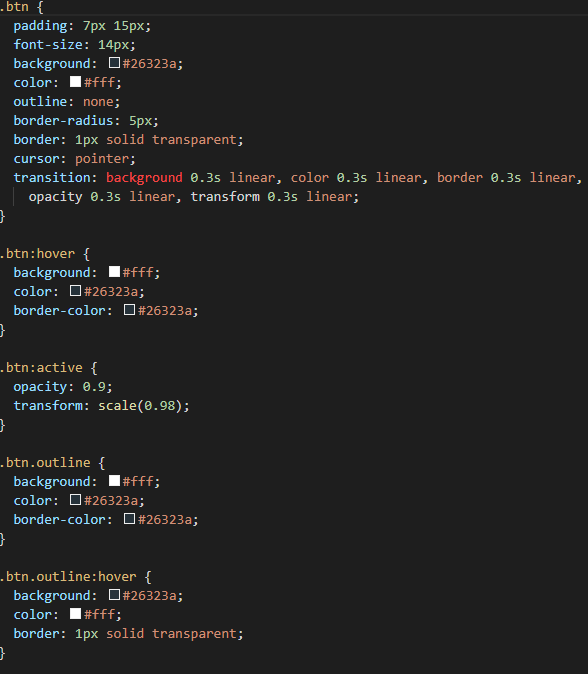 .btn {
  padding: 7px 15px;
  font-size: 14px;
  background: #26323a;
  color: #fff;
  outline: none;
  border-radius: 5px;
  border: 1px solid transparent;
  cursor: pointer;
  transition: background 0.3s linear, color 0.3s linear, border 0.3s linear,
    opacity 0.3s linear, transform 0.3s linear;
}

.btn:hover {
  background: #fff;
  color: #26323a;
  border-color: #26323a;
}

.btn:active {
  opacity: 0.9;
  transform: scale(0.98);
}

.btn.outline {
  background: #fff;
  color: #26323a;
  border-color: #26323a;
}

.btn.outline:hover {
  background: #26323a;
  color: #fff;
  border: 1px solid transparent;
}